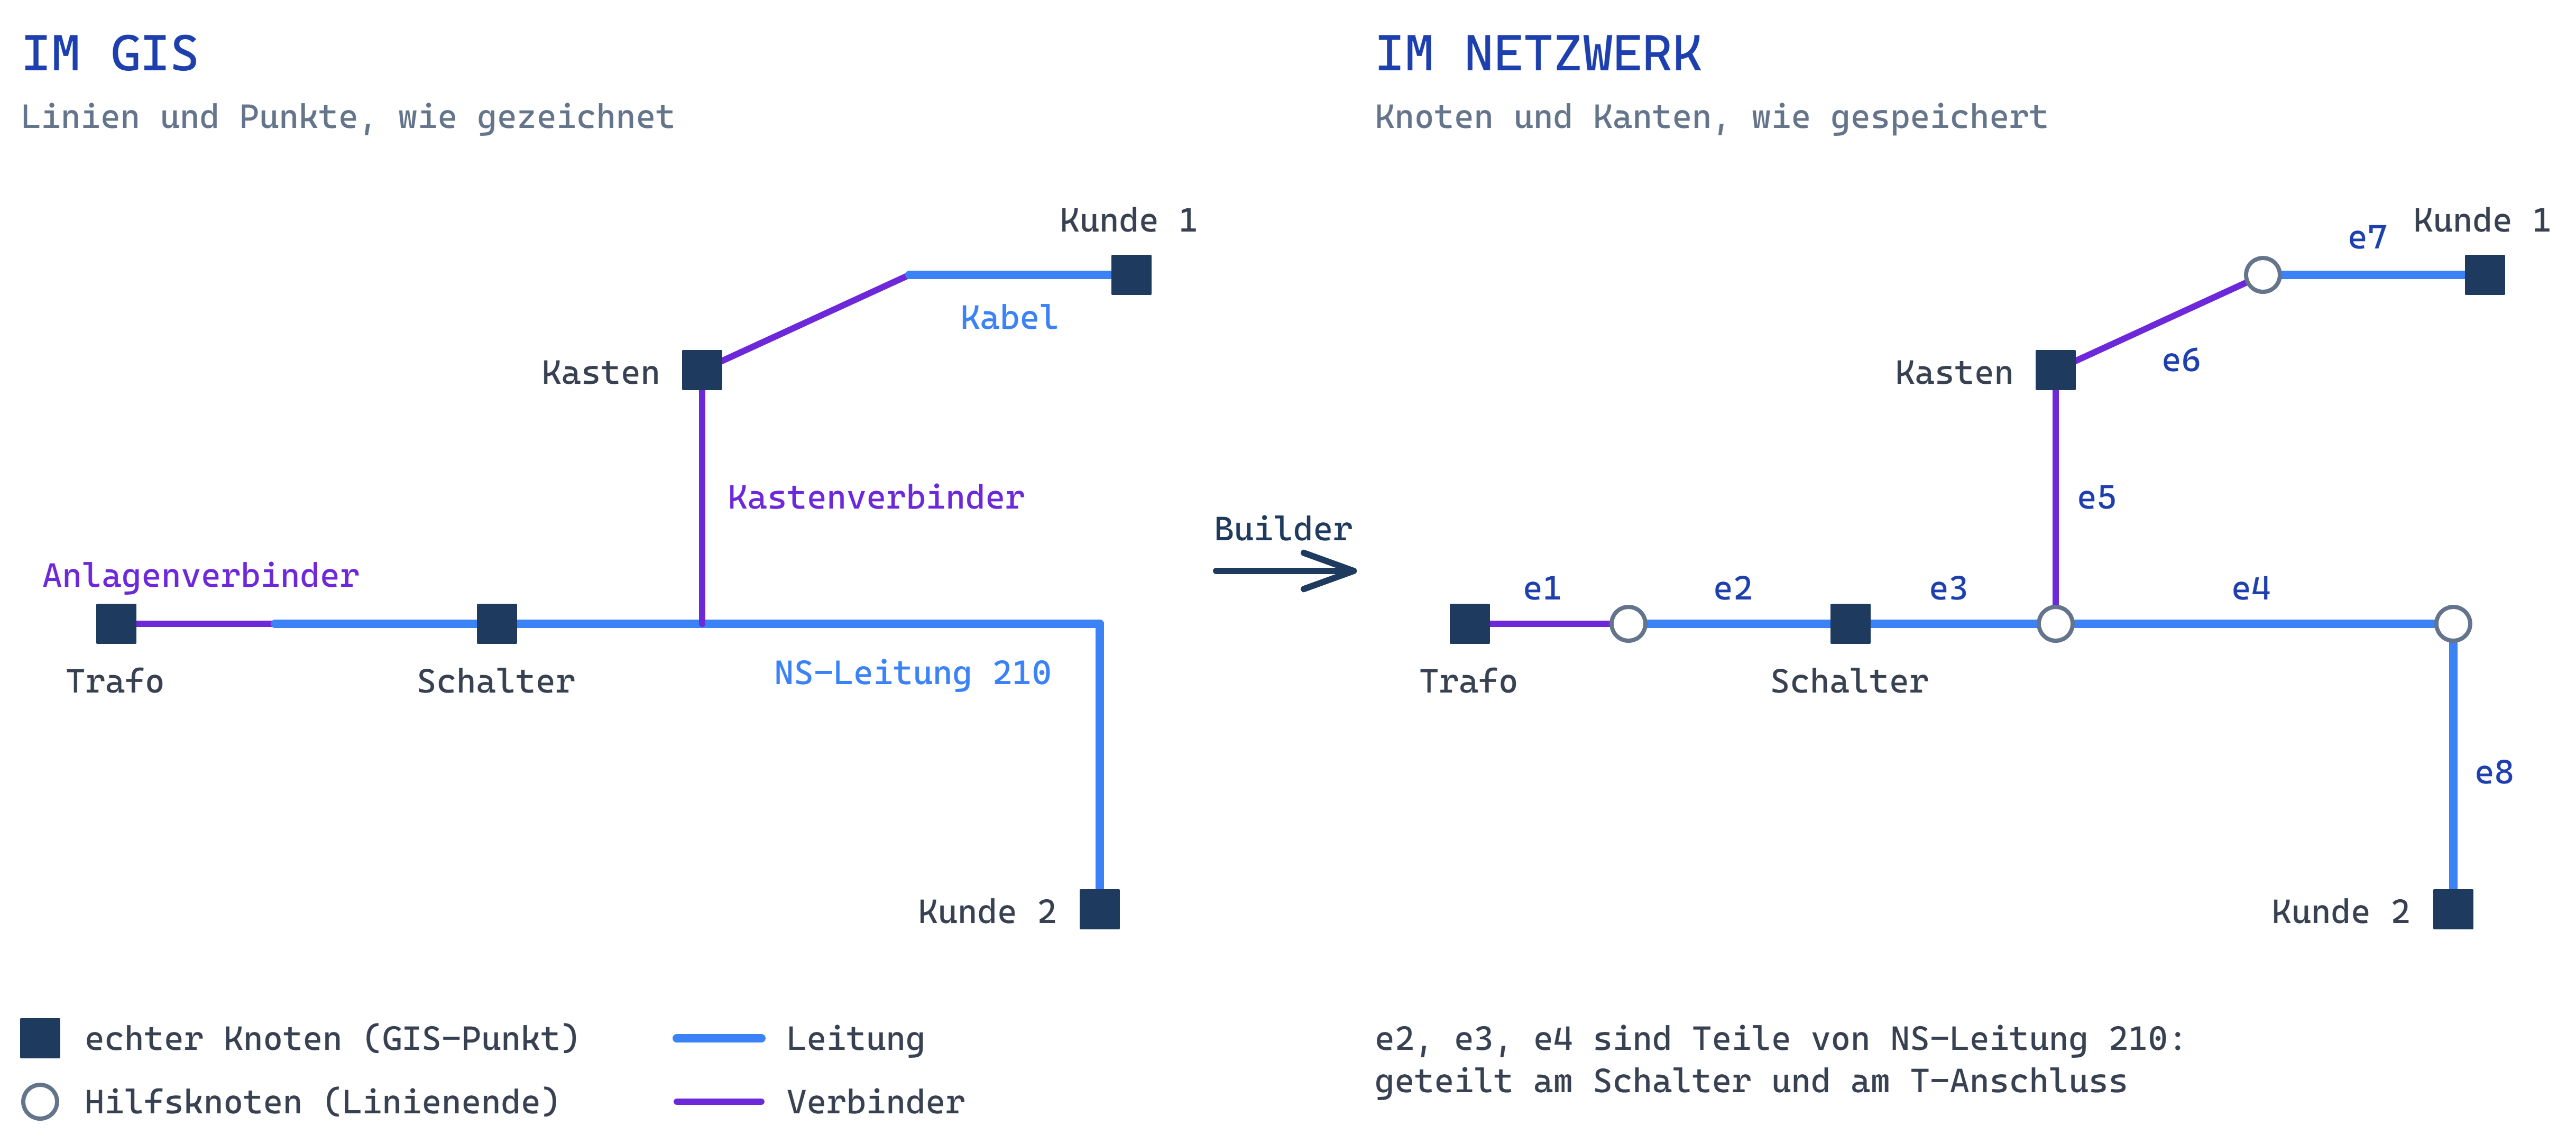 IM GIS
Linien und Punkte, wie gezeichnet
Kunde 1
Kabel
Kasten
Kastenverbinder
Anlagenverbinder
Trafo
Schalter
NS-Leitung 210
Kunde 2
echter Knoten (GIS-Punkt)
Hilfsknoten (Linienende)
Leitung
Verbinder
Builder
IM NETZWERK
Knoten und Kanten, wie gespeichert
e7
Kunde 1
Kasten
e6
e5
e1
e2
e3
e4
Trafo
Schalter
e8
Kunde 2
e2, e3, e4 sind Teile von NS-Leitung 210:
geteilt am Schalter und am T-Anschluss